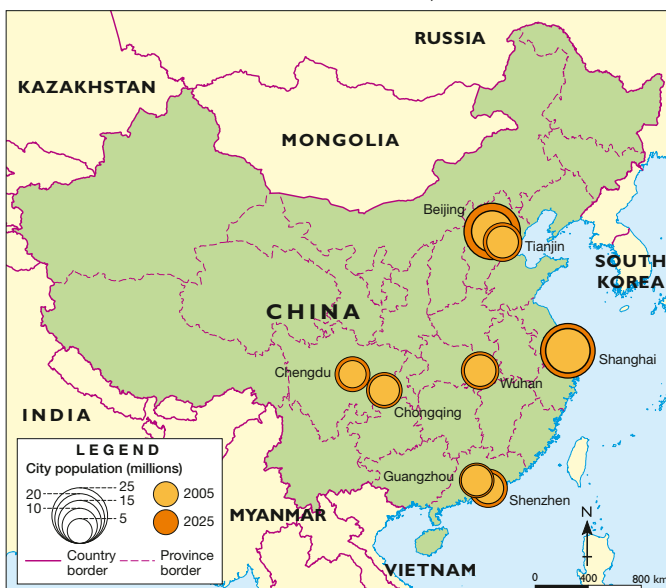 RUSSIA
KAZAKHSTAN
MONGOLIA
Beijing
Tianjin
SOUTH
KOREA
CHINA
Shanghai
Chengdu
Wuhan
Chongqing
INDIA
Guangzhou
Shenzhen
MYANMAR
VIETNAM
LEGEND
City population (millions)
25
20
15
10
5
2005
2025
Country
border
Province
border
N
0 400 800 km